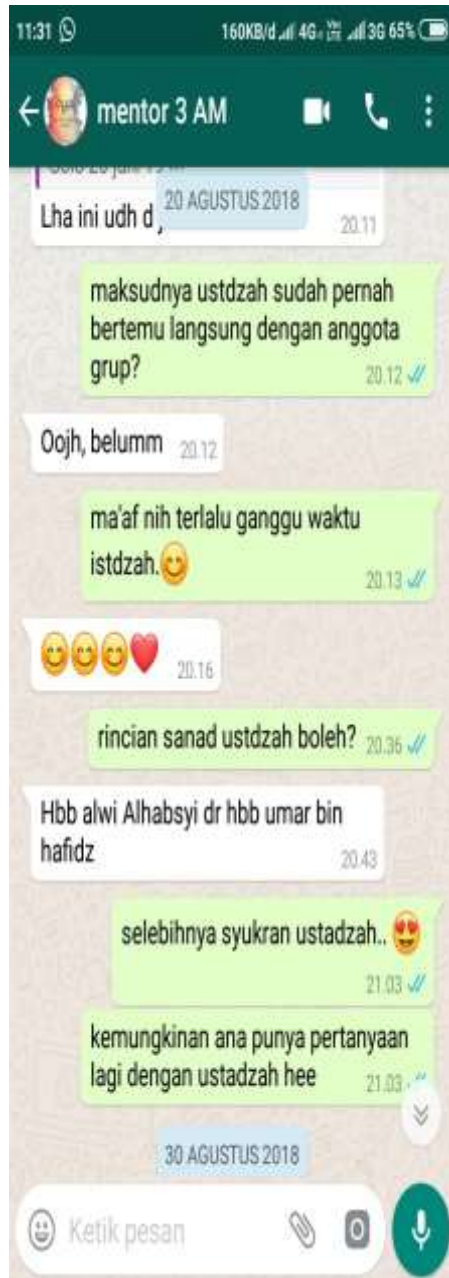 11:31 160KB/d 4G 3G 65%
mentor 3 AM
20 AGUSTUS 2018
Lha ini udh d
20.11
maksudnya ustdzah sudah pernah
bertemu langsung dengan anggota
grup?
20.12
Oojh, belumm 20.12
ma'af nih terlalu ganggu waktu
istdzah.😊
20.13
😊😊😊❤️ 20.16
rincian sanad ustdzah boleh? 20.36
Hbb alwi Alhabsyi dr hbb umar bin
hafidz
20.43
selebihnya syukran ustadzah.. 😍
21.03
kemungkinan ana punya pertanyaan
lagi dengan ustadzah hee 21.03
30 AGUSTUS 2018
Ketik pesan